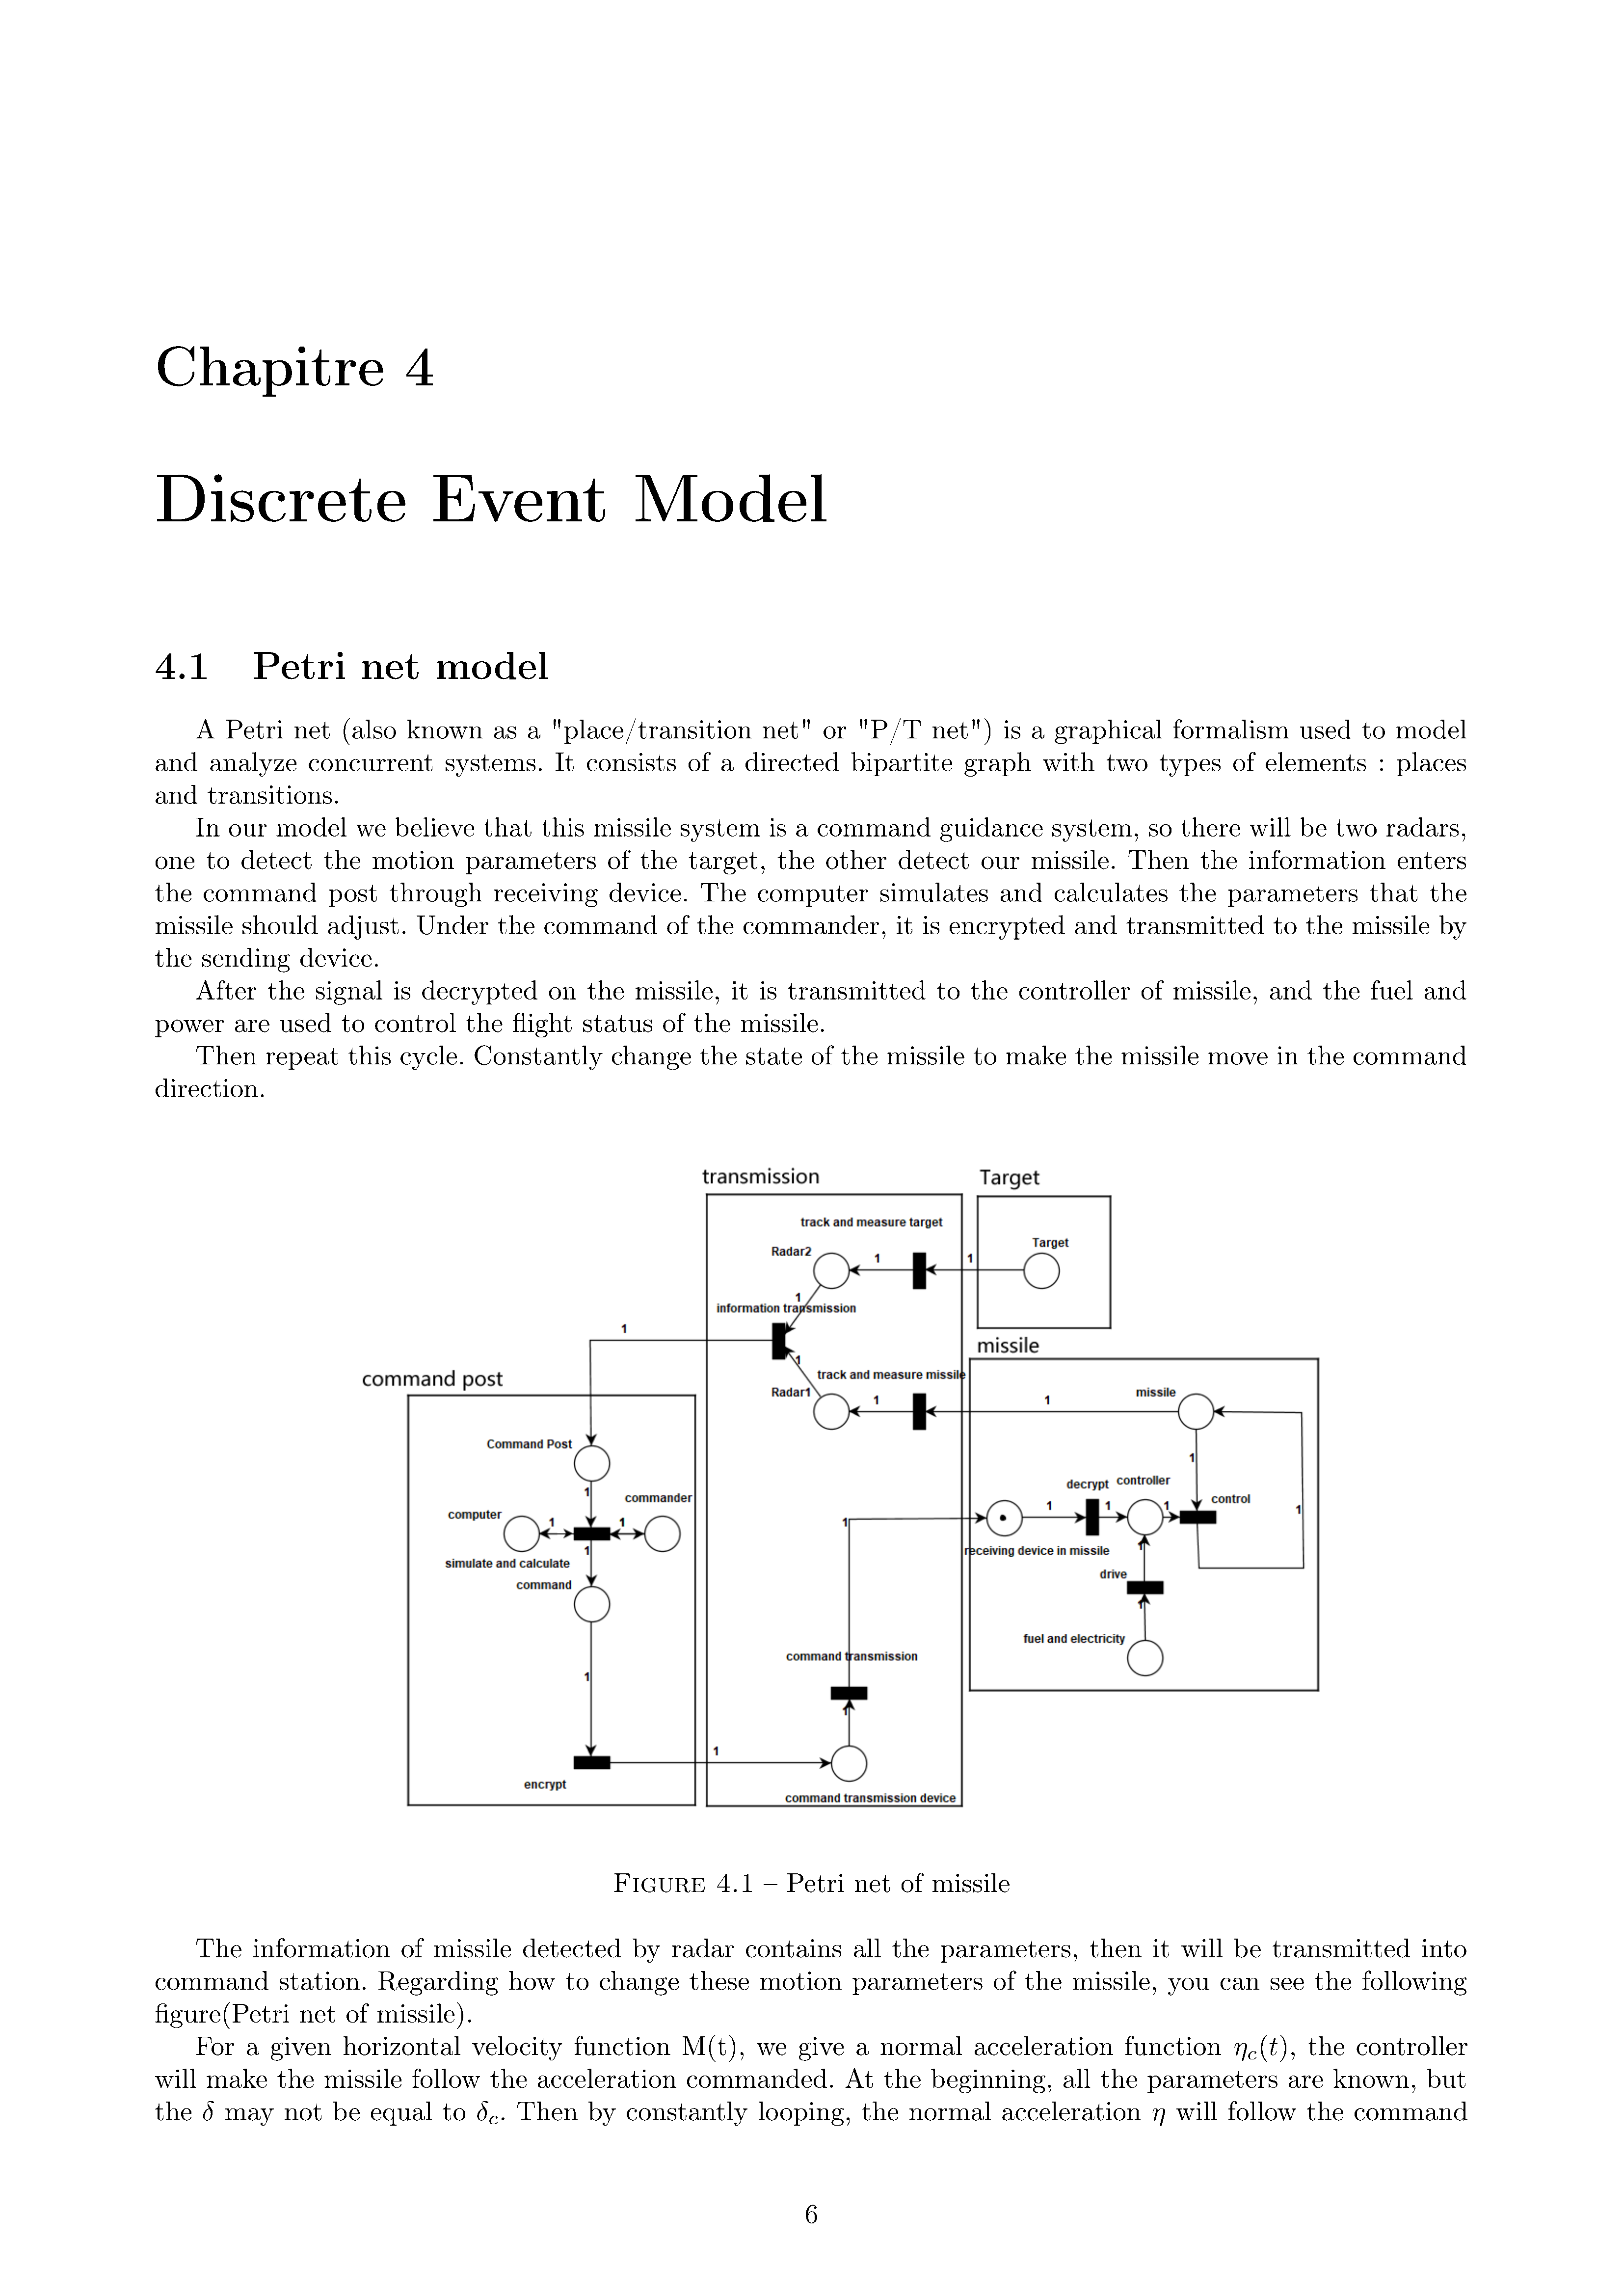 Chapitre 4
Discrete Event Model
4.1 Petri net model
A Petri net (also known as a "place/transition net" or "P/T net") is a graphical formalism used to model
and analyze concurrent systems. It consists of a directed bipartite graph with two types of elements : places
and transitions.
In our model we believe that this missile system is a command guidance system, so there will be two radars,
one to detect the motion parameters of the target, the other detect our missile. Then the information enters
the command post through receiving device. The computer simulates and calculates the parameters that the
missile should adjust. Under the command of the commander, it is encrypted and transmitted to the missile by
the sending device.
After the signal is decrypted on the missile, it is transmitted to the controller of missile, and the fuel and
power are used to control the flight status of the missile.
Then repeat this cycle. Constantly change the state of the missile to make the missile move in the command
direction.
transmission
Target
track and measure target
Radar2
1
1
Target
1
information transmission
1
1
missile
track and measure missile
command post
Radar1
1
1
missile
Command Post
1
1
decrypt
controller
computer
commander
1
1
1
1
1
control
1
1
1
simulate and calculate
receiving device in missile
1
command
drive
1
1
fuel and electricity
command transmission
1
1
encrypt
command transmission device
FIGURE 4.1 – Petri net of missile
The information of missile detected by radar contains all the parameters, then it will be transmitted into
command station. Regarding how to change these motion parameters of the missile, you can see the following
figure(Petri net of missile).
For a given horizontal velocity function M(t), we give a normal acceleration function η_c(t), the controller
will make the missile follow the acceleration commanded. At the beginning, all the parameters are known, but
the δ may not be equal to δ_c. Then by constantly looping, the normal acceleration η will follow the command
6